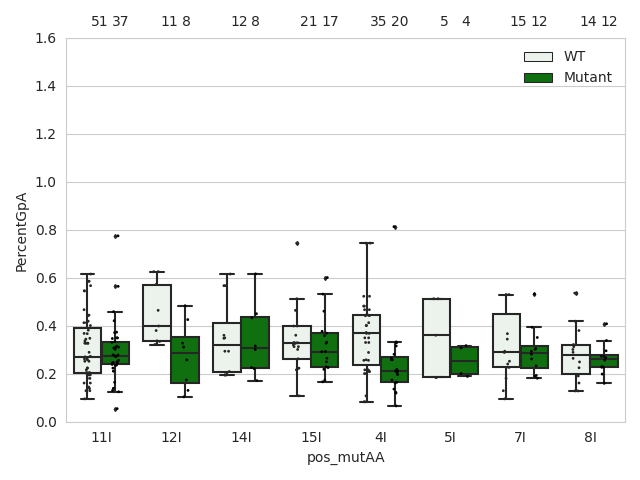 51 37 11 8 12 8 21 17 35 20 5 4 15 12 14 12
WT
Mutant
1.6
1.4
1.2
1.0
0.8
0.6
0.4
0.2
0.0
PercentGpA
11I 12I 14I 15I 4I 5I 7I 8I
pos_mutAA